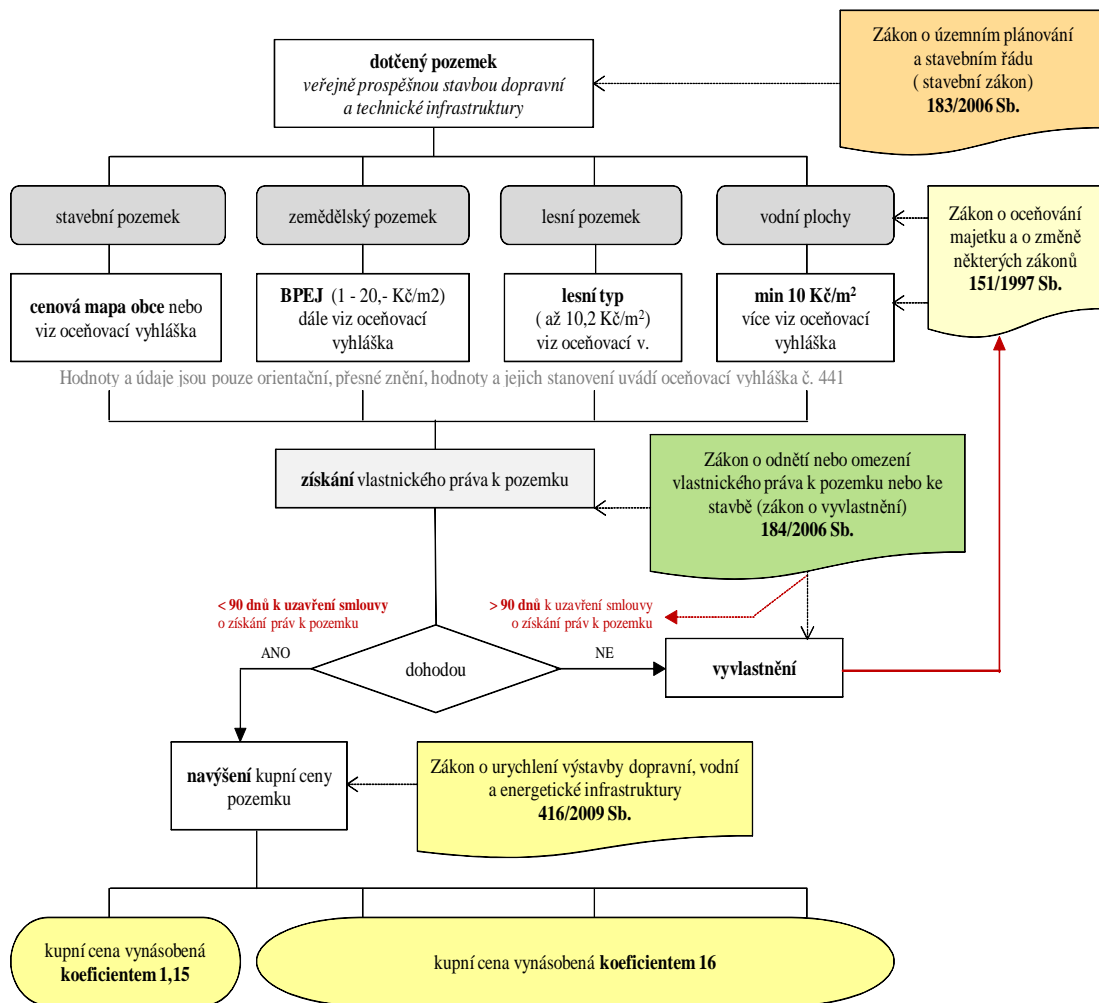 dotčený pozemek
veřejně prospěšnou stavbou dopravní
a technické infrastruktury
Zákon o územním plánování
a stavebním řádu
( stavební zákon)
183/2006 Sb.
stavební pozemek
zemědělský pozemek
lesní pozemek
vodní plochy
Zákon o oceňování
majetku a o změně
některých zákonů
151/1997 Sb.
cenová mapa obce nebo
viz oceňovací vyhláška
BPEJ (1 - 20,- Kč/m2)
dále viz oceňovací
vyhláška
lesní typ
( až 10,2 Kč/m²)
viz oceňovací v.
min 10 Kč/m²
více viz oceňovací
vyhláška
Hodnoty a údaje jsou pouze orientační, přesné znění, hodnoty a jejich stanovení uvádí oceňovací vyhláška č. 441
získání vlastnického práva k pozemku
Zákon o odnětí nebo omezení
vlastnického práva k pozemku nebo ke
stavbě (zákon o vyvlastnění)
184/2006 Sb.
< 90 dnů k uzavření smlouvy
o získání práv k pozemku
> 90 dnů k uzavření smlouvy
o získání práv k pozemku
ANO
dohodou
NE
vyvlastnění
navýšení kupní ceny
pozemku
Zákon o urychlení výstavby dopravní, vodní
a energetické infrastruktury
416/2009 Sb.
kupní cena vynásobená
koeficientem 1,15
kupní cena vynásobená koeficientem 16